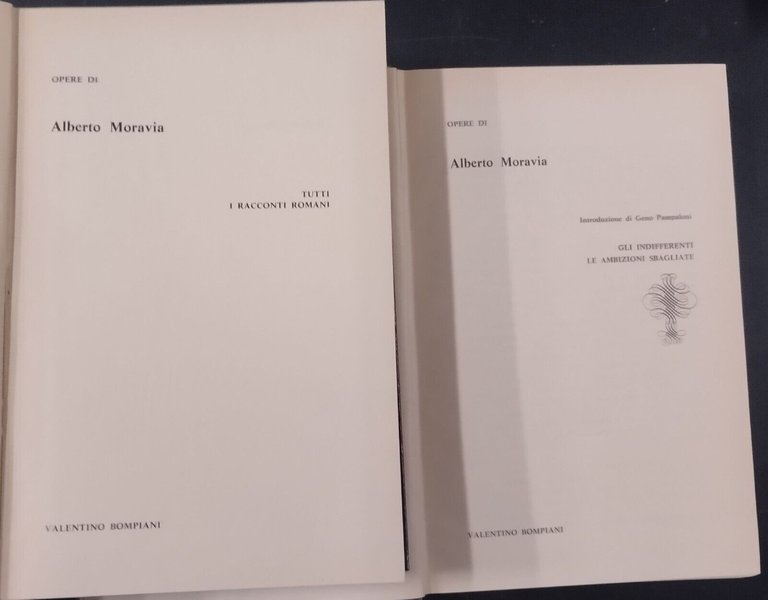 OPERE DI
Alberto Moravia
TUTTI
I RACCONTI ROMANI
VALENTINO BOMPIANI
OPERE DI
Alberto Moravia
Introduzione di Geno Pampaloni
GLI INDIFFERENTI
LE AMBIZIONI SBAGLIATE
VALENTINO BOMPIANI